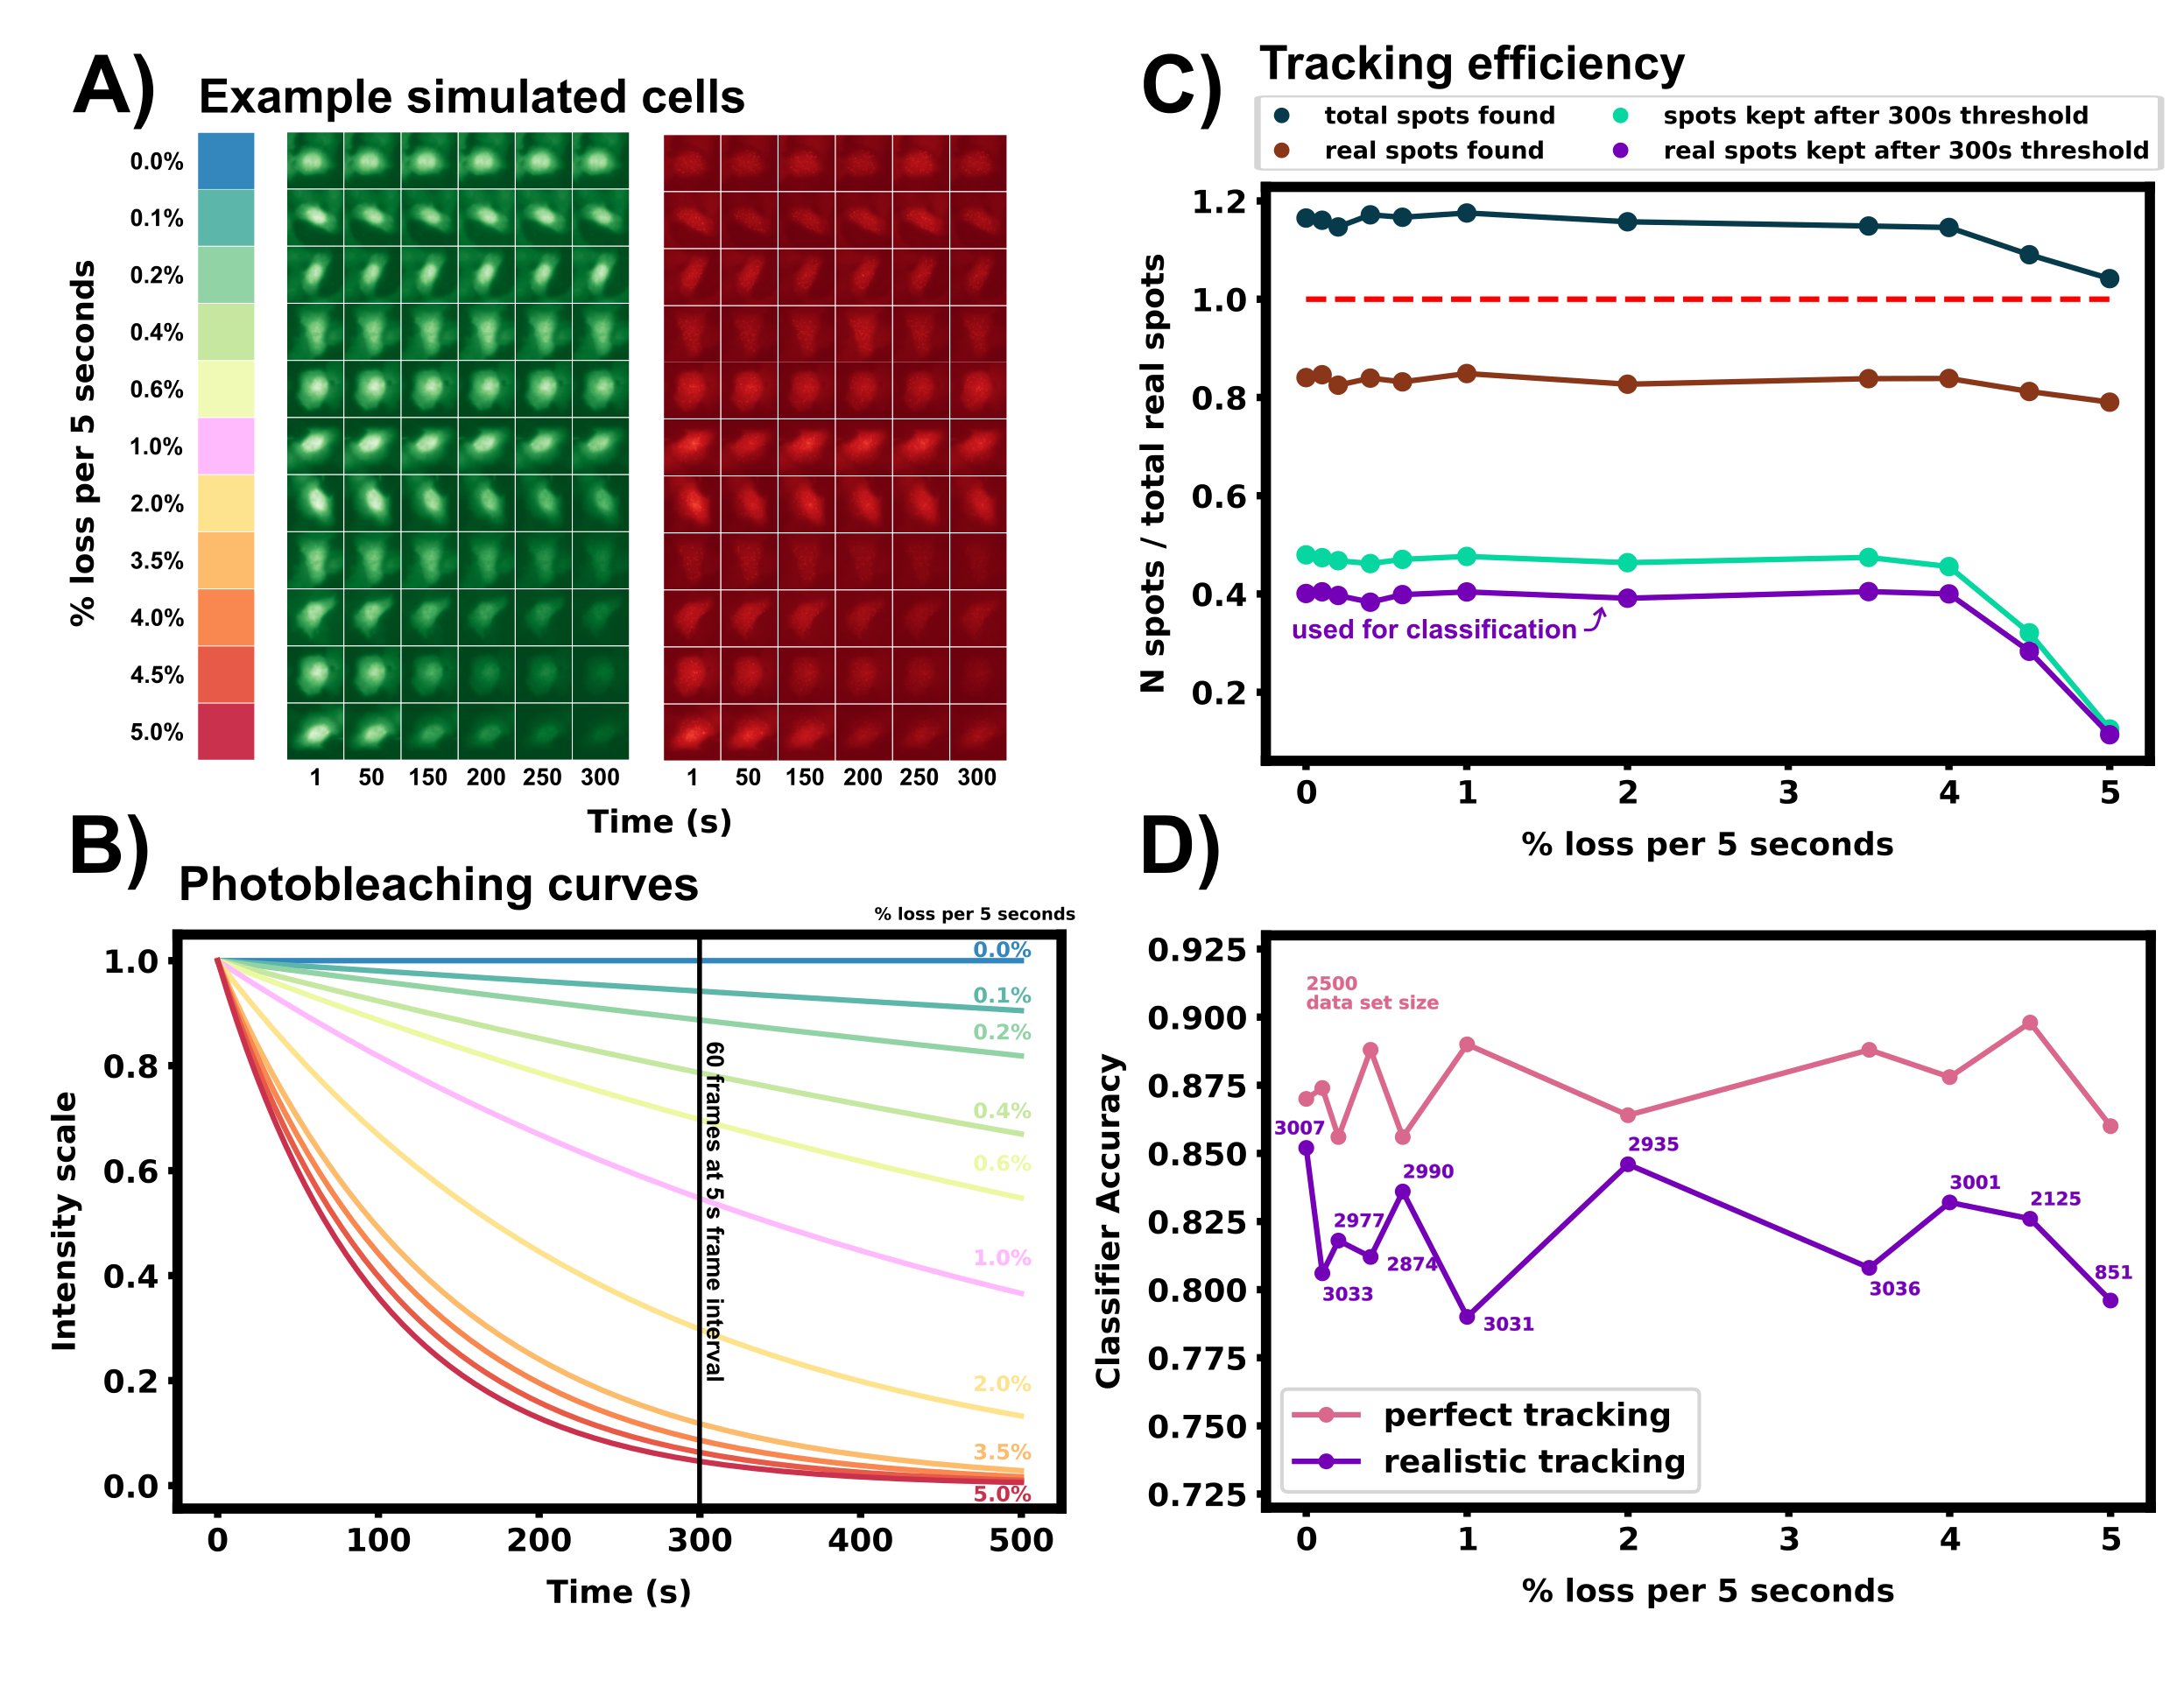 A)
Example simulated cells
% loss per 5 seconds
0.0%
0.1%
0.2%
0.4%
0.6%
1.0%
2.0%
3.5%
4.0%
4.5%
5.0%
1 50 150 200 250 300
1 50 150 200 250 300
Time (s)
B)
Photobleaching curves
% loss per 5 seconds
Intensity scale
1.0
0.8
0.6
0.4
0.2
0.0
0.0%
0.1%
0.2%
0.4%
0.6%
1.0%
2.0%
3.5%
5.0%
60 frames at 5 s frame interval
0 100 200 300 400 500
Time (s)
C)
Tracking efficiency
total spots found
real spots found
spots kept after 300s threshold
real spots kept after 300s threshold
N spots / total real spots
1.2
1.0
0.8
0.6
0.4
0.2
used for classification
0 1 2 3 4 5
% loss per 5 seconds
D)
Classifier Accuracy
0.925
0.900
0.875
0.850
0.825
0.800
0.775
0.750
0.725
2500
data set size
3007
3033
2977
2874
2990
3031
2935
3036
3001
2125
851
perfect tracking
realistic tracking
0 1 2 3 4 5
% loss per 5 seconds